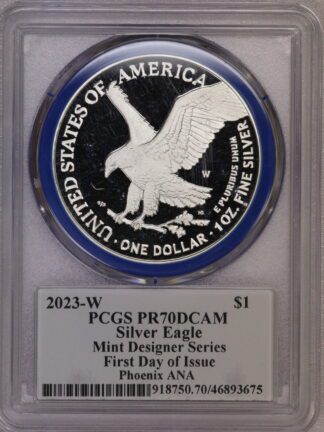 UNITED STATES OF AMERICA
W
E PLURIBUS UNUM
1 OZ. FINE SILVER
· ONE DOLLAR ·
2023-W $1
PCGS PR70DCAM
Silver Eagle
Mint Designer Series
First Day of Issue
Phoenix ANA
918750.70/46893675